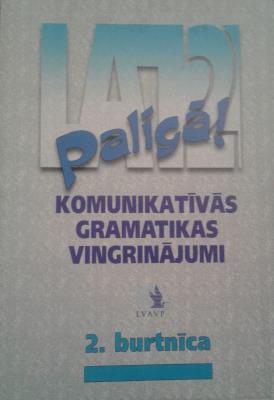 LAT2
palīgā!
KOMUNIKATĪVĀS
GRAMATIKAS
VINGRINĀJUMI
LVAVP
2. burtnīca